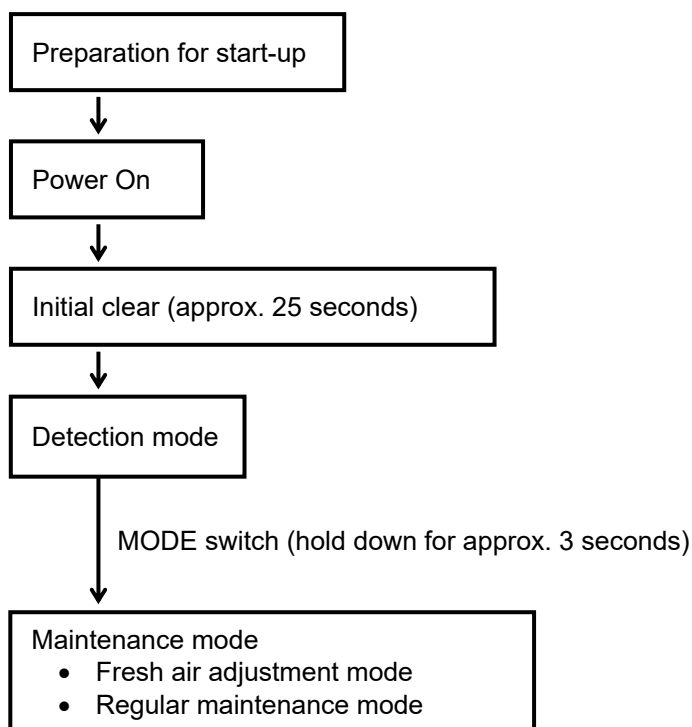 Preparation for start-up
Power On
Initial clear (approx. 25 seconds)
Detection mode
MODE switch (hold down for approx. 3 seconds)
Maintenance mode
• Fresh air adjustment mode
• Regular maintenance mode